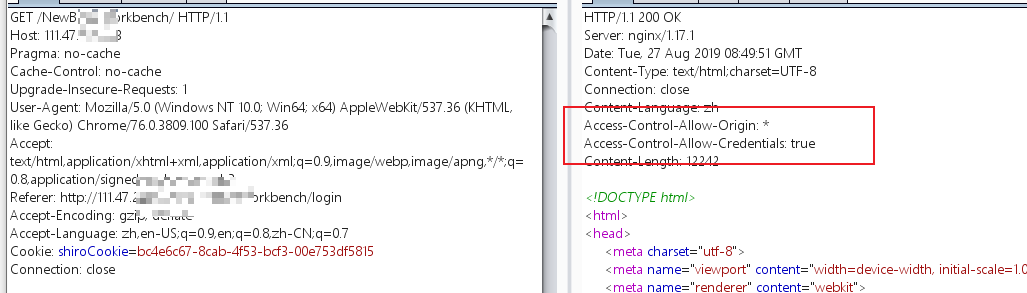 GET /NewB orkbench/ HTTP/1.1
Host: 111.47. 8
Pragma: no-cache
Cache-Control: no-cache
Upgrade-Insecure-Requests: 1
User-Agent: Mozilla/5.0 (Windows NT 10.0; Win64; x64) AppleWebKit/537.36 (KHTML,
like Gecko) Chrome/76.0.3809.100 Safari/537.36
Accept:
text/html,application/xhtml+xml,application/xml;q=0.9,image/webp,image/apng,*/*;q=
0.8,application/signed
Referer: http://111.47.2 orkbench/login
Accept-Encoding: gzip, deflate
Accept-Language: zh,en-US;q=0.9,en;q=0.8,zh-CN;q=0.7
Cookie: shiroCookie=bc4e6c67-8cab-4f53-bcf3-00e753df5815
Connection: close
HTTP/1.1 200 OK
Server: nginx/1.17.1
Date: Tue, 27 Aug 2019 08:49:51 GMT
Content-Type: text/html;charset=UTF-8
Connection: close
Content-Language: zh
Access-Control-Allow-Origin: *
Access-Control-Allow-Credentials: true
Content-Length: 12242
<!DOCTYPE html>
<html>
<head>
<meta charset="utf-8">
<meta name="viewport" content="width=device-width, initial-scale=1.0
<meta name="renderer" content="webkit">